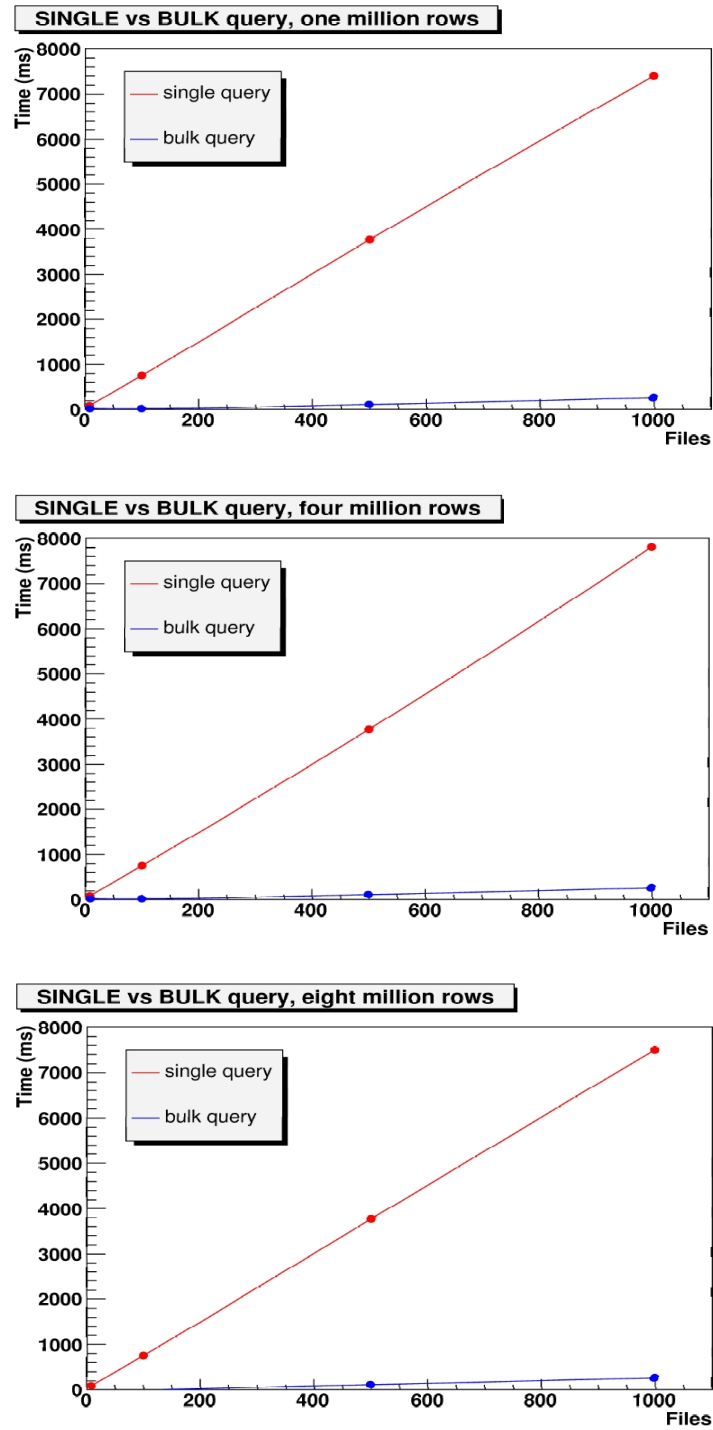 SINGLE vs BULK query, one million rows
Time (ms)
8000
7000
6000
5000
4000
3000
2000
1000
0
single query
bulk query
0 200 400 600 800 1000
Files
SINGLE vs BULK query, four million rows
Time (ms)
8000
7000
6000
5000
4000
3000
2000
1000
0
single query
bulk query
0 200 400 600 800 1000
Files
SINGLE vs BULK query, eight million rows
Time (ms)
8000
7000
6000
5000
4000
3000
2000
1000
0
single query
bulk query
0 200 400 600 800 1000
Files